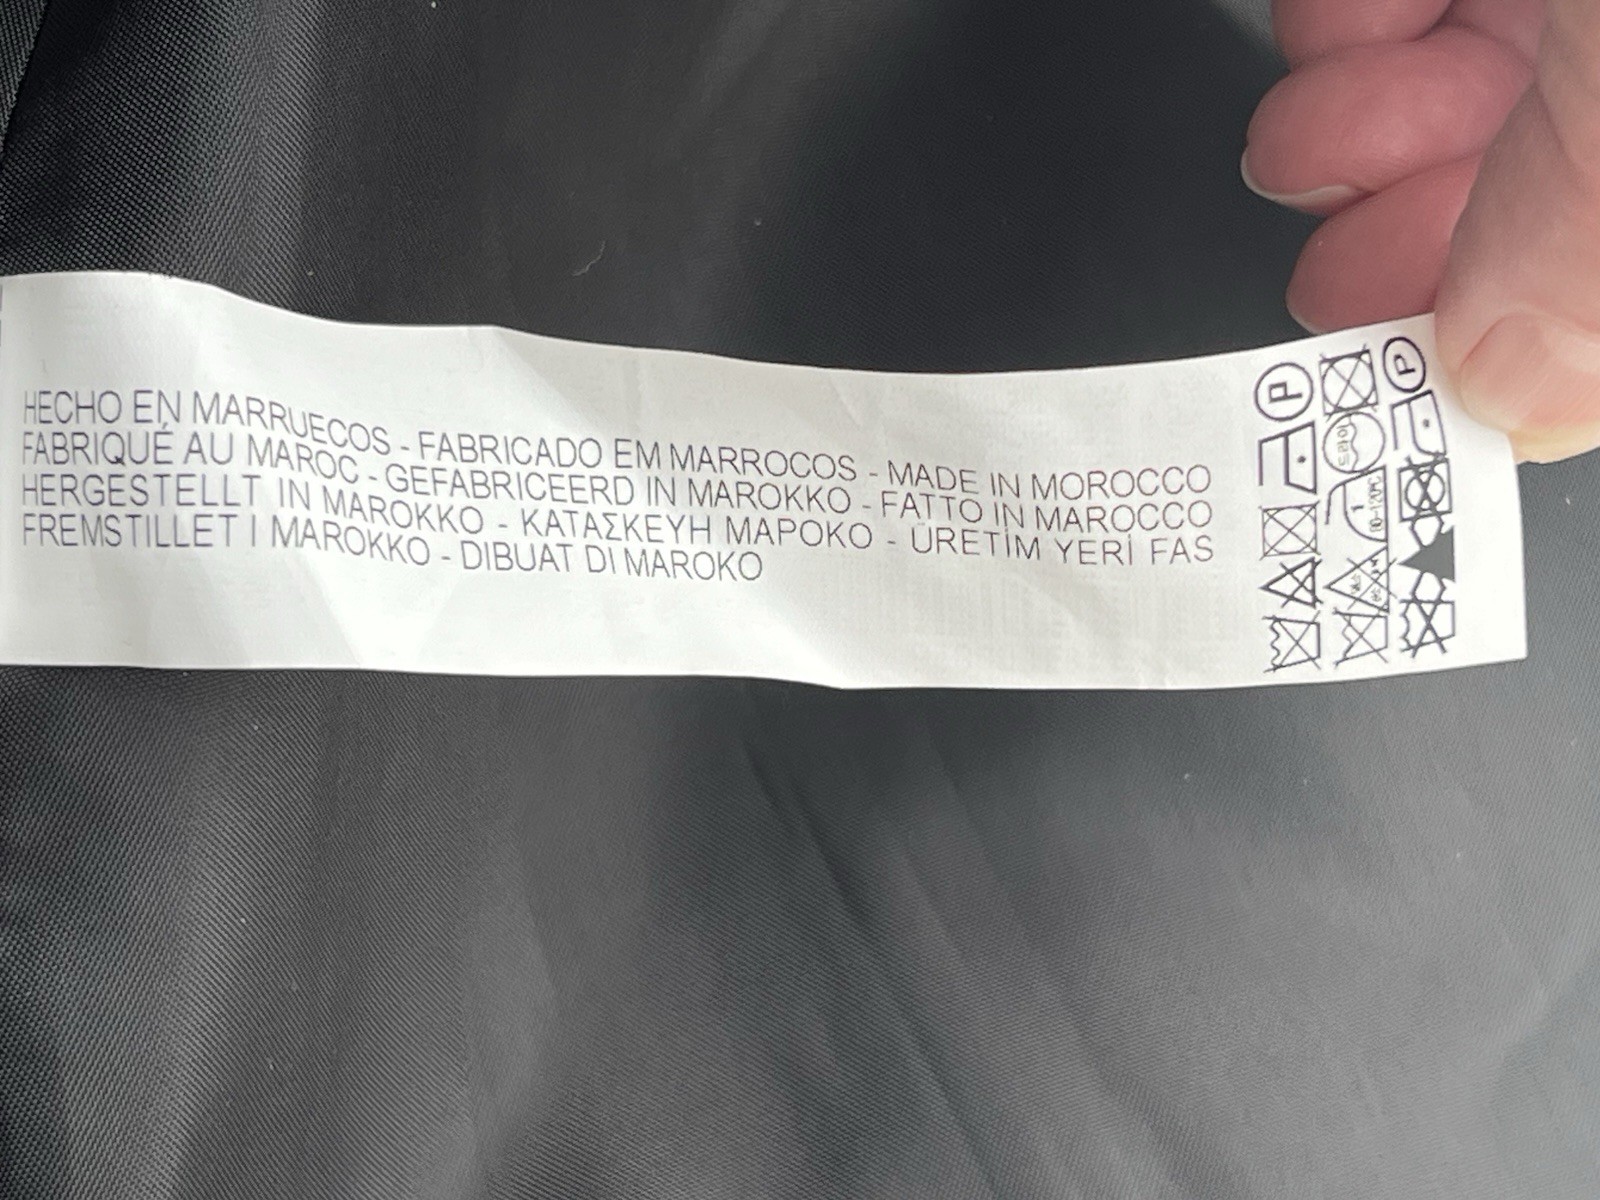 HECHO EN MARRUECOS - FABRICADO EM MARROCOS - MADE IN MOROCCO
FABRIQUÉ AU MAROC - GEFABRICEERD IN MAROKKO - FATTO IN MAROCCO
HERGESTELLT IN MAROKKO - ΚΑΤΑΣΚΕΥΗ ΜΑΡΟΚΟ - ÜRETİM YERİ FAS
FREMSTILLET I MAROKKO - DIBUAT DI MAROKO
P
P